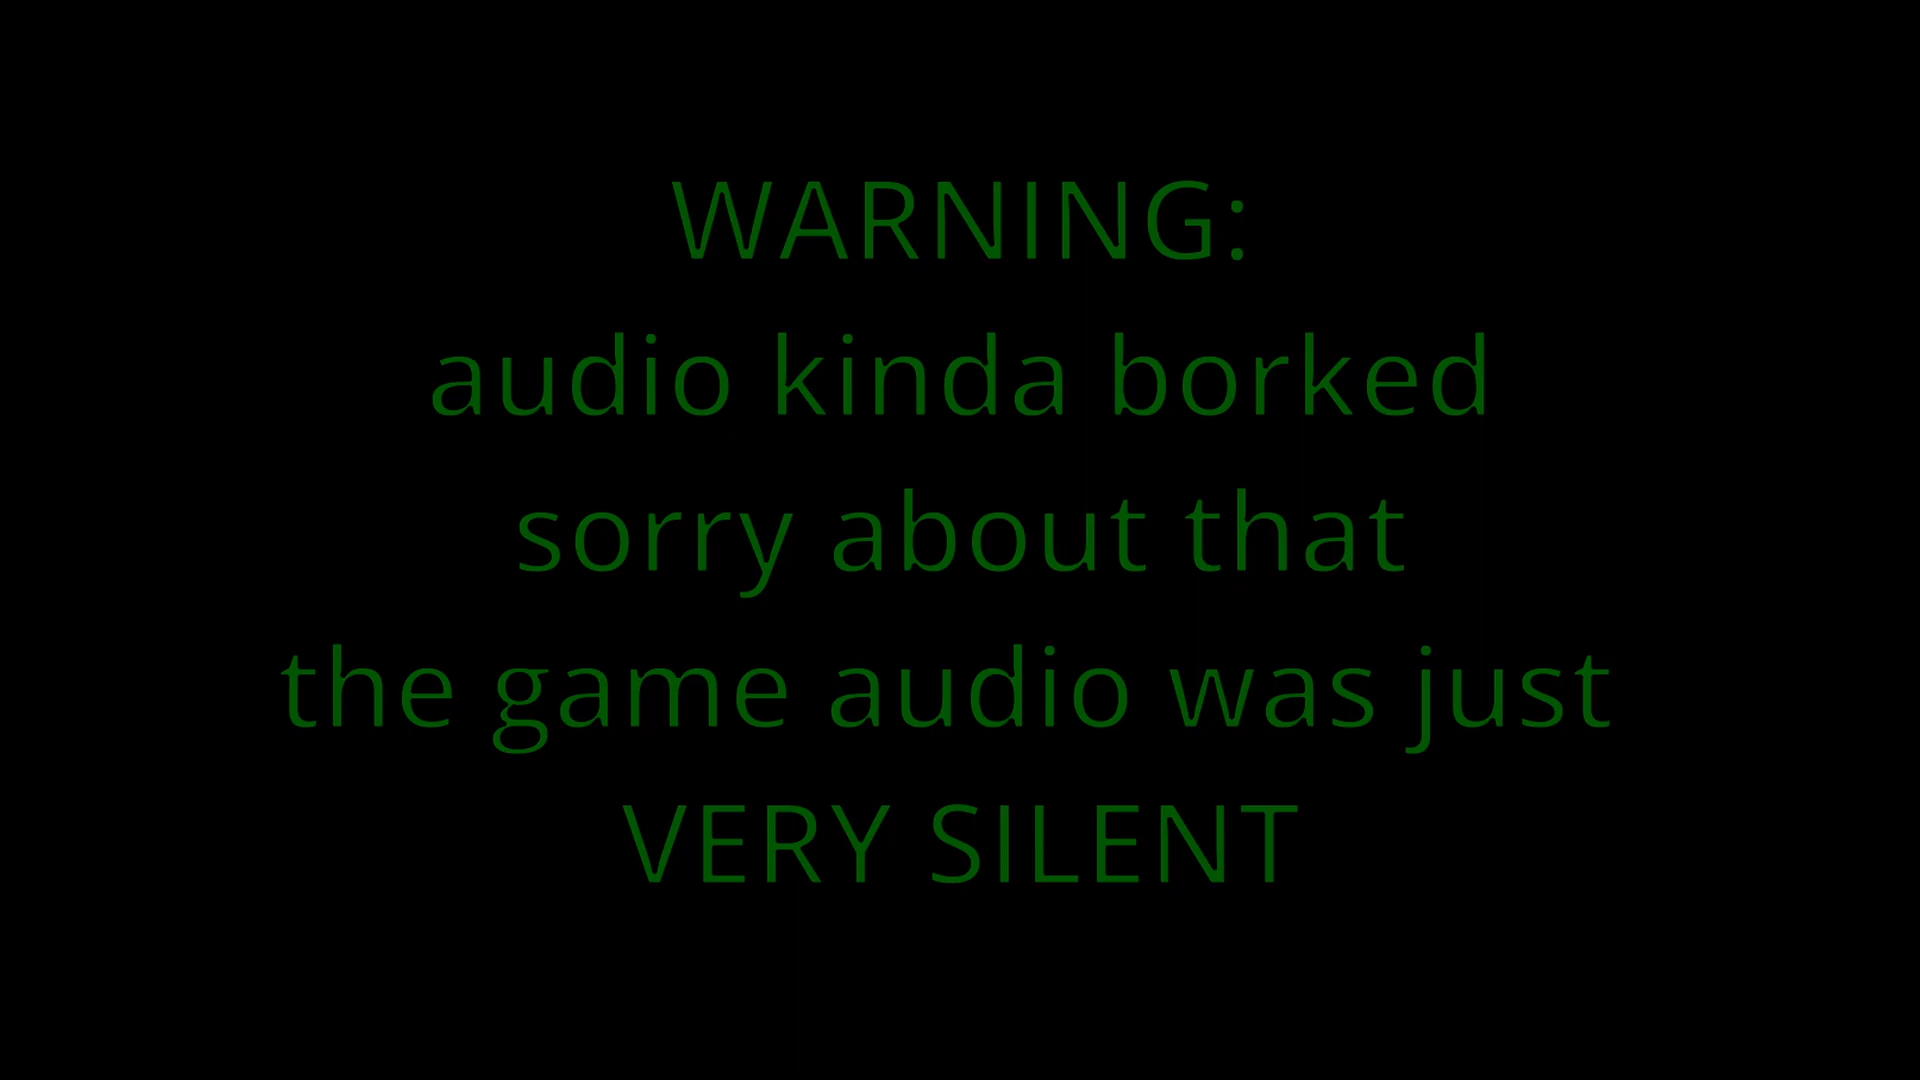 WARNING:
audio kinda borked
sorry about that
the game audio was just
VERY SILENT